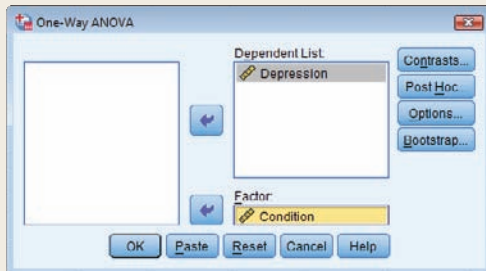 One-Way ANOVA
Dependent List:
Depression
Contrasts...
Post Hoc...
Options...
Bootstrap...
Factor:
Condition
OK Paste Reset Cancel Help